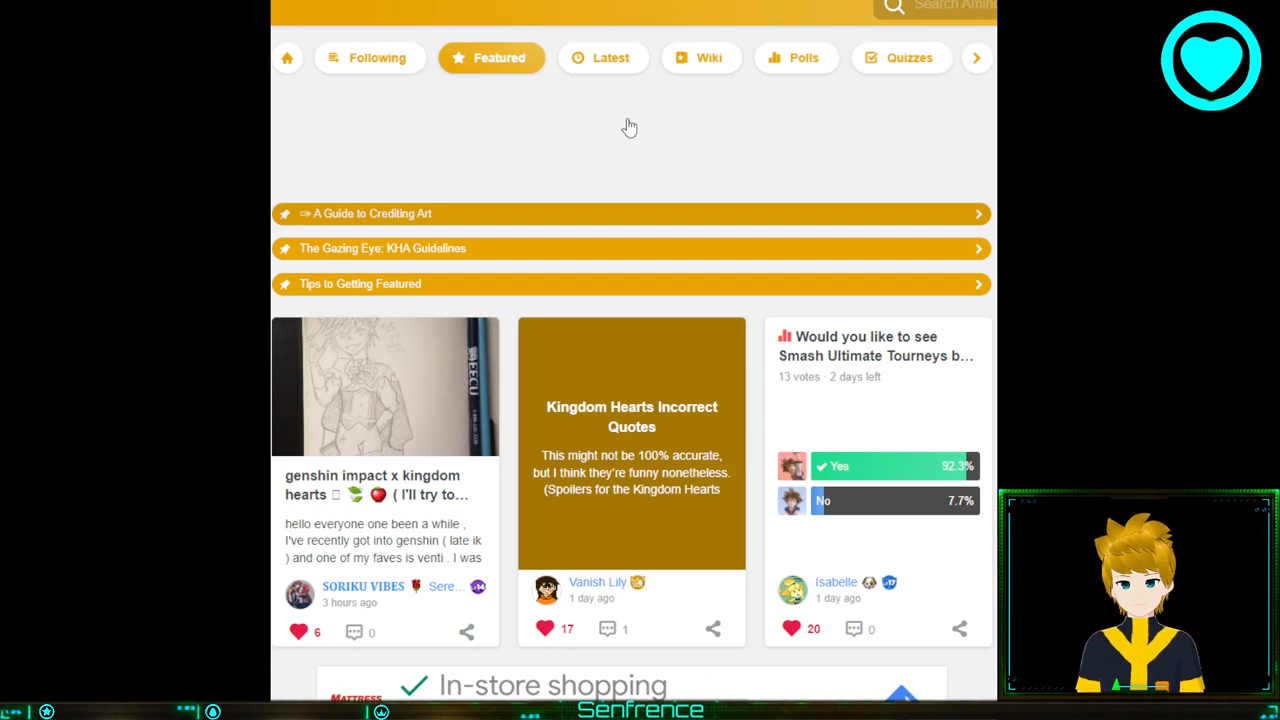 Search Amino
Following
Featured
Latest
Wiki
Polls
Quizzes
A Guide to Crediting Art
The Gazing Eye: KHA Guidelines
Tips to Getting Featured
genshin impact x kingdom
hearts 🍃 🍎 ( I'll try to...
hello everyone one been a while ,
I've recently got into genshin ( late ik
) and one of my faves is venti . I was
SORIKU VIBES 🌹 Sere... 14
3 hours ago
6
0
Kingdom Hearts Incorrect
Quotes
This might not be 100% accurate,
but I think they're funny nonetheless.
(Spoilers for the Kingdom Hearts
Vanish Lily
1 day ago
17
1
Would you like to see
Smash Ultimate Tourneys b...
13 votes · 2 days left
Yes 92.3%
No 7.7%
Isabelle 🐶 LV17
1 day ago
20
0
MATTRESS
In-store shopping
Senfrence